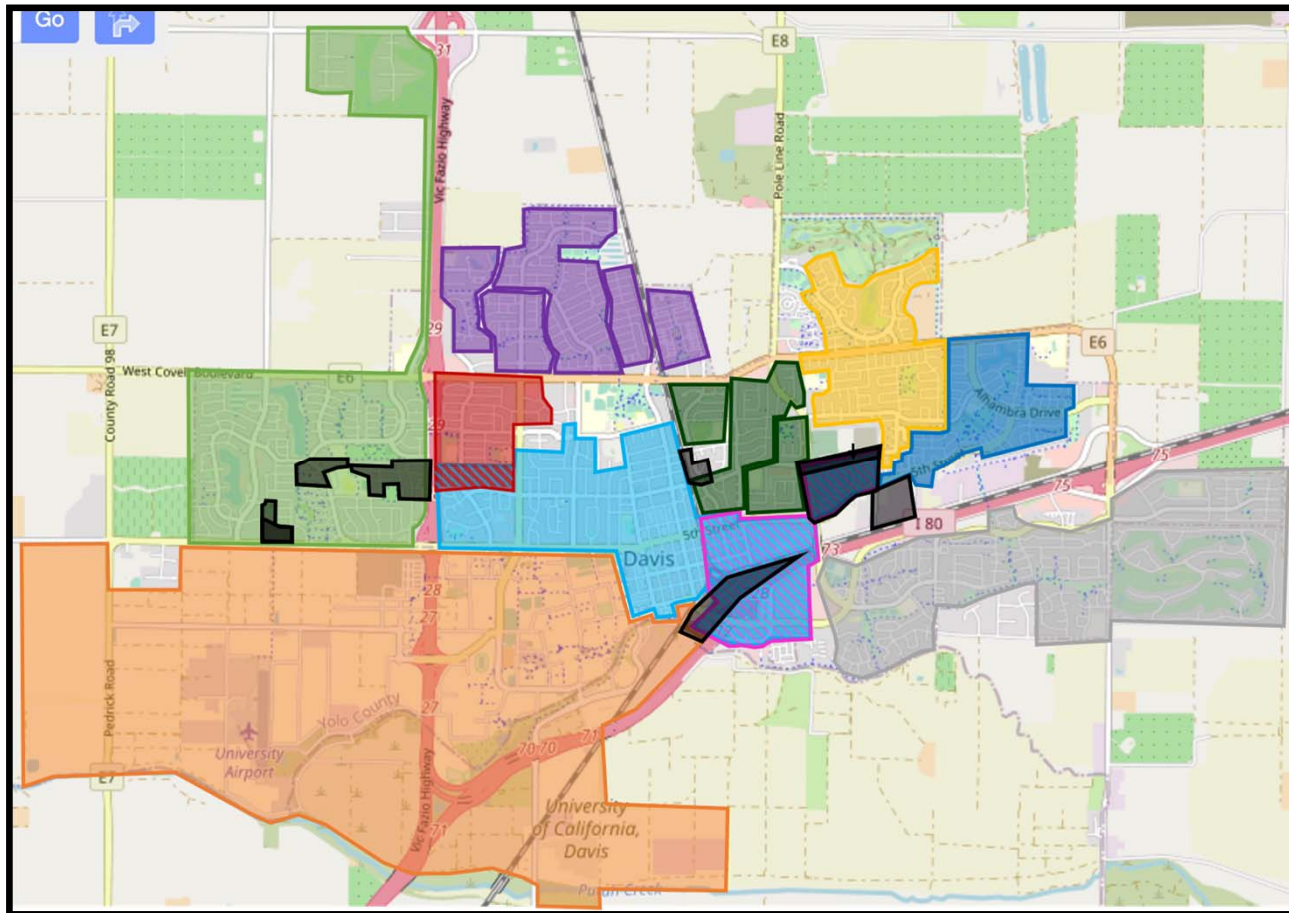 Go
31
E8
Vic Fazio Highway
Pole Line Road
E7
29
E6
County Road 98
West Covell Boulevard
E6
29
Alhambra Drive
5th Street
75
75
5th Street
I 80
73
Davis
28
28
27
Pedrick Road
Yolo County
27
University
Airport
70 70
71
E7
Vic Fazio Highway
71
University
of California,
Davis
Putah Creek